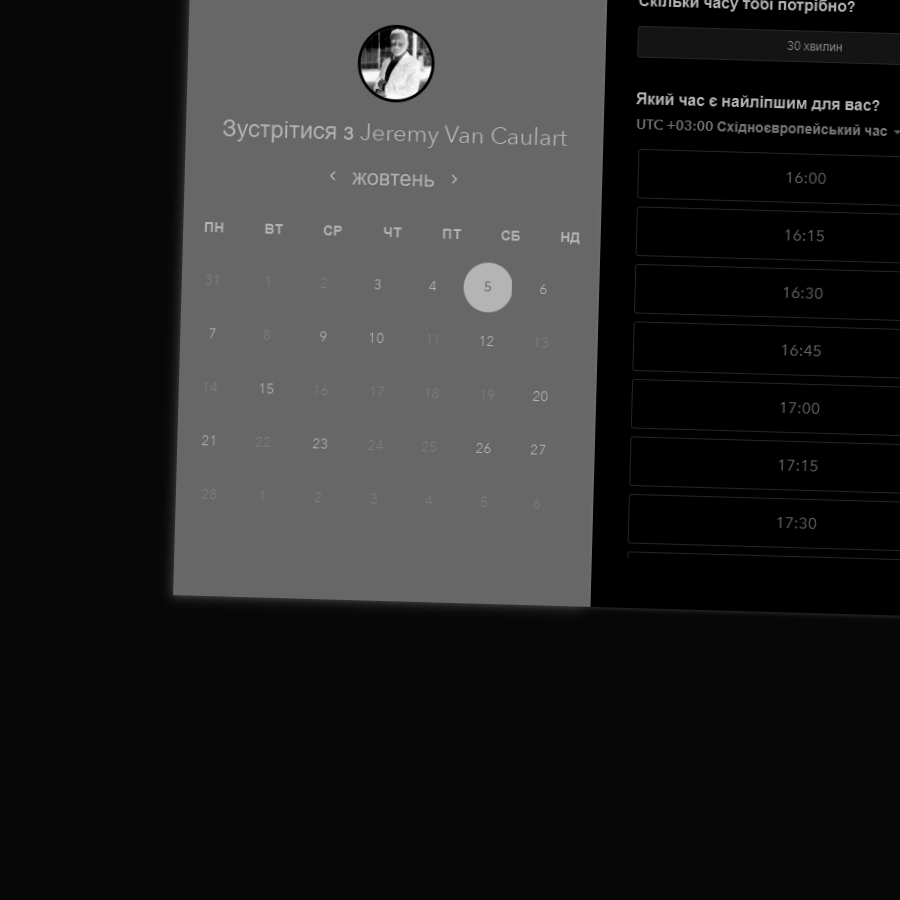 Зустрітися з Jeremy Van Caulart
жовтень
ПН ВТ СР ЧТ ПТ СБ НД
31 1 2 3 4 5 6
7 8 9 10 11 12 13
14 15 16 17 18 19 20
21 22 23 24 25 26 27
28 1 2 3 4 5 6
Скільки часу тобі потрібно?
30 хвилин
Який час є найліпшим для вас?
UTC +03:00 Східноєвропейський час
16:00
16:15
16:30
16:45
17:00
17:15
17:30